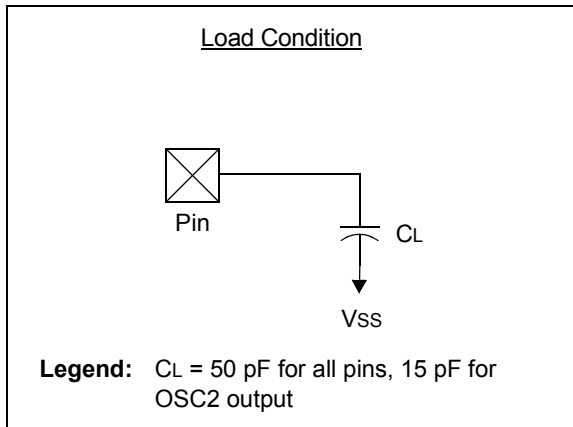 Load Condition
Pin
CL
VSS
Legend: CL = 50 pF for all pins, 15 pF for
OSC2 output